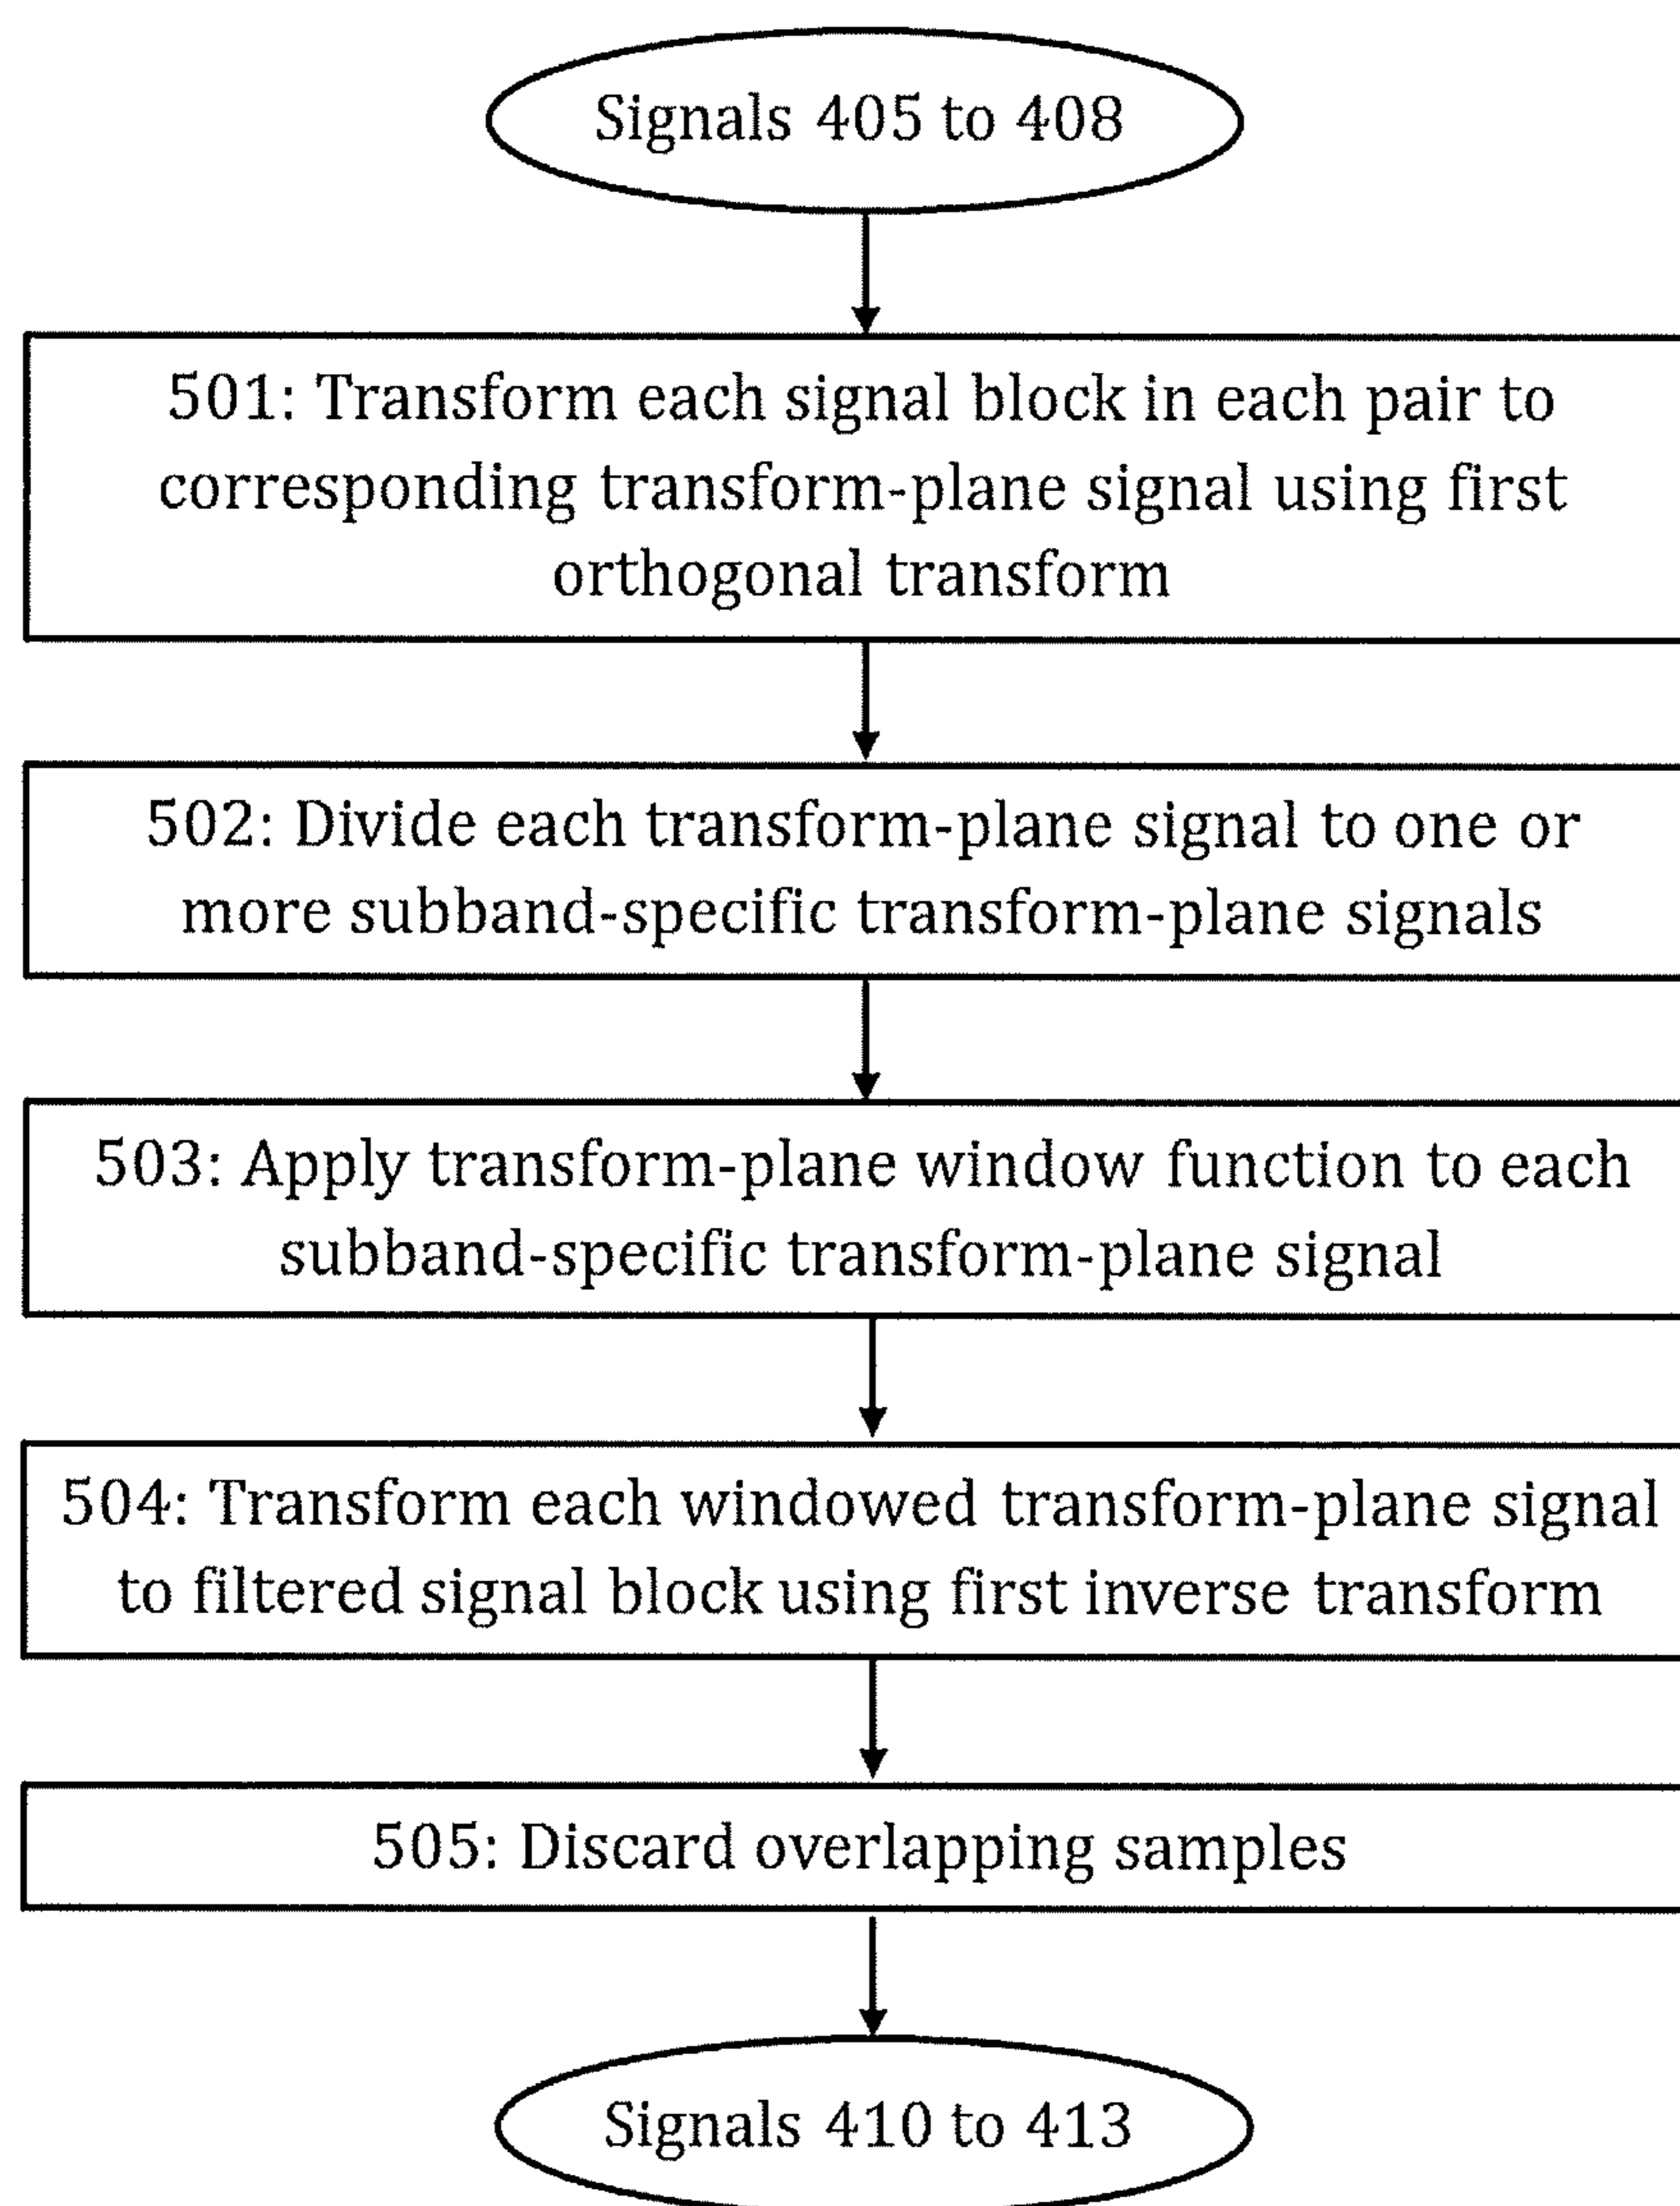 Signals 405 to 408
501: Transform each signal block in each pair to
corresponding transform-plane signal using first
orthogonal transform
502: Divide each transform-plane signal to one or
more subband-specific transform-plane signals
503: Apply transform-plane window function to each
subband-specific transform-plane signal
504: Transform each windowed transform-plane signal
to filtered signal block using first inverse transform
505: Discard overlapping samples
Signals 410 to 413